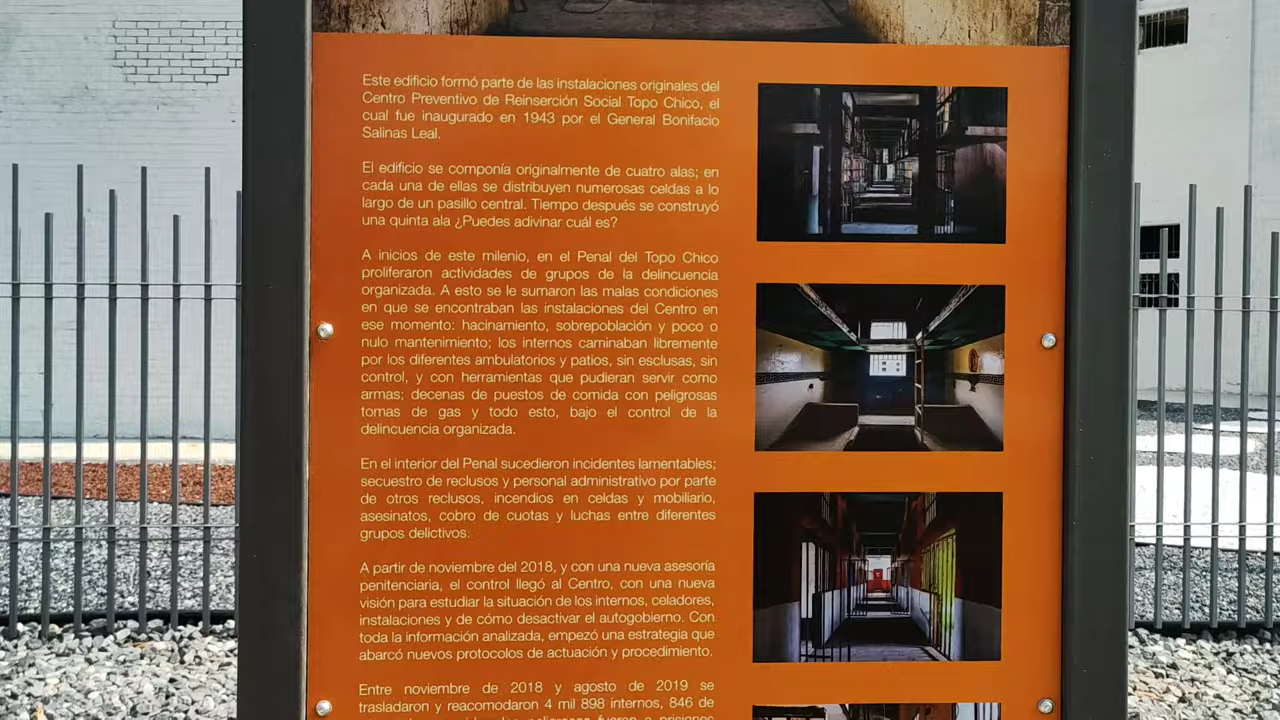 Este edificio formó parte de las instalaciones originales del
Centro Preventivo de Reinserción Social Topo Chico, el
cual fue inaugurado en 1943 por el General Bonifacio
Salinas Leal.
El edificio se componía originalmente de cuatro alas; en
cada una de ellas se distribuyen numerosas celdas a lo
largo de un pasillo central. Tiempo después se construyó
una quinta ala ¿Puedes adivinar cuál es?
A inicios de este milenio, en el Penal del Topo Chico
proliferaron actividades de grupos de la delincuencia
organizada. A esto se le sumaron las malas condiciones
en que se encontraban las instalaciones del Centro en
ese momento: hacinamiento, sobrepoblación y poco o
nulo mantenimiento; los internos caminaban libremente
por los diferentes ambulatorios y patios, sin esclusas, sin
control, y con herramientas que pudieran servir como
armas; decenas de puestos de comida con peligrosas
tomas de gas y todo esto, bajo el control de la
delincuencia organizada.
En el interior del Penal sucedieron incidentes lamentables;
secuestro de reclusos y personal administrativo por parte
de otros reclusos, incendios en celdas y mobiliario,
asesinatos, cobro de cuotas y luchas entre diferentes
grupos delictivos.
A partir de noviembre del 2018, y con una nueva asesoría
penitenciaria, el control llegó al Centro, con una nueva
visión para estudiar la situación de los internos, celadores,
instalaciones y de cómo desactivar el autogobierno. Con
toda la información analizada, empezó una estrategia que
abarcó nuevos protocolos de actuación y procedimiento.
Entre noviembre de 2018 y agosto de 2019 se
trasladaron y reacomodaron 4 mil 898 internos, 846 de